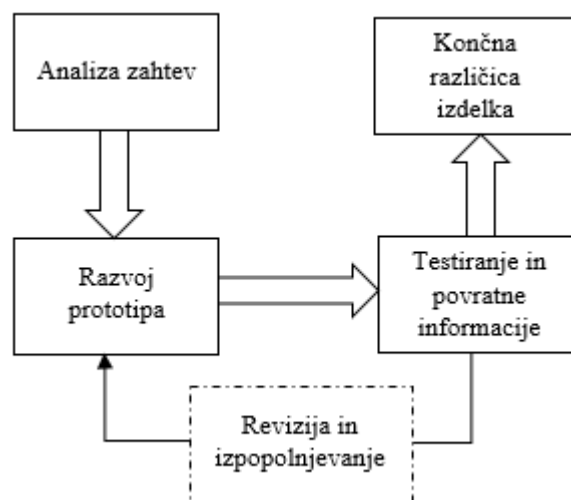 Analiza zahtev
Končna
različica
izdelka
Razvoj
prototipa
Testiranje in
povratne
informacije
Revizija in
izpopolnjevanje